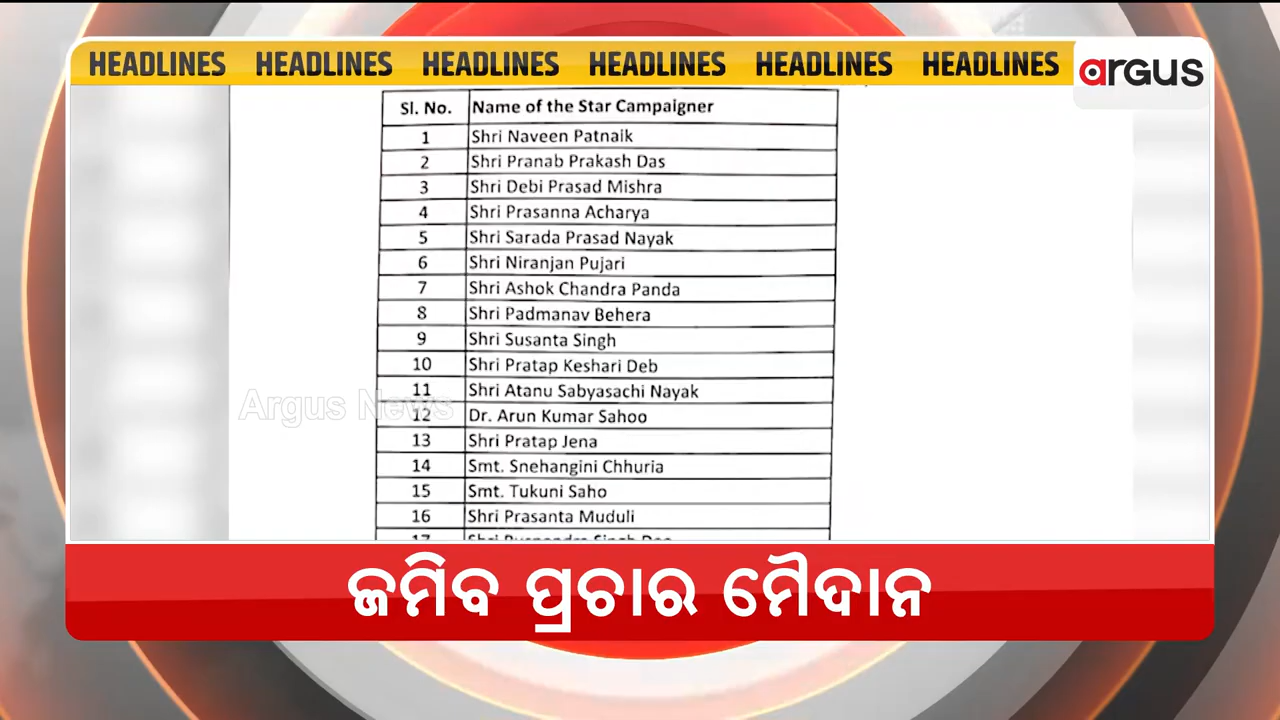 HEADLINES HEADLINES HEADLINES HEADLINES HEADLINES HEADLINES argus
Sl. No. Name of the Star Campaigner
1 Shri Naveen Patnaik
2 Shri Pranab Prakash Das
3 Shri Debi Prasad Mishra
4 Shri Prasanna Acharya
5 Shri Sarada Prasad Nayak
6 Shri Niranjan Pujari
7 Shri Ashok Chandra Panda
8 Shri Padmanav Behera
9 Shri Susanta Singh
10 Shri Pratap Keshari Deb
11 Shri Atanu Sabyasachi Nayak
Argus News
12 Dr. Arun Kumar Sahoo
13 Shri Pratap Jena
14 Smt. Snehangini Chhuria
15 Smt. Tukuni Saho
16 Shri Prasanta Muduli
17 Shri
ଜମିବ ପ୍ରଚାର ମୈଦାନ